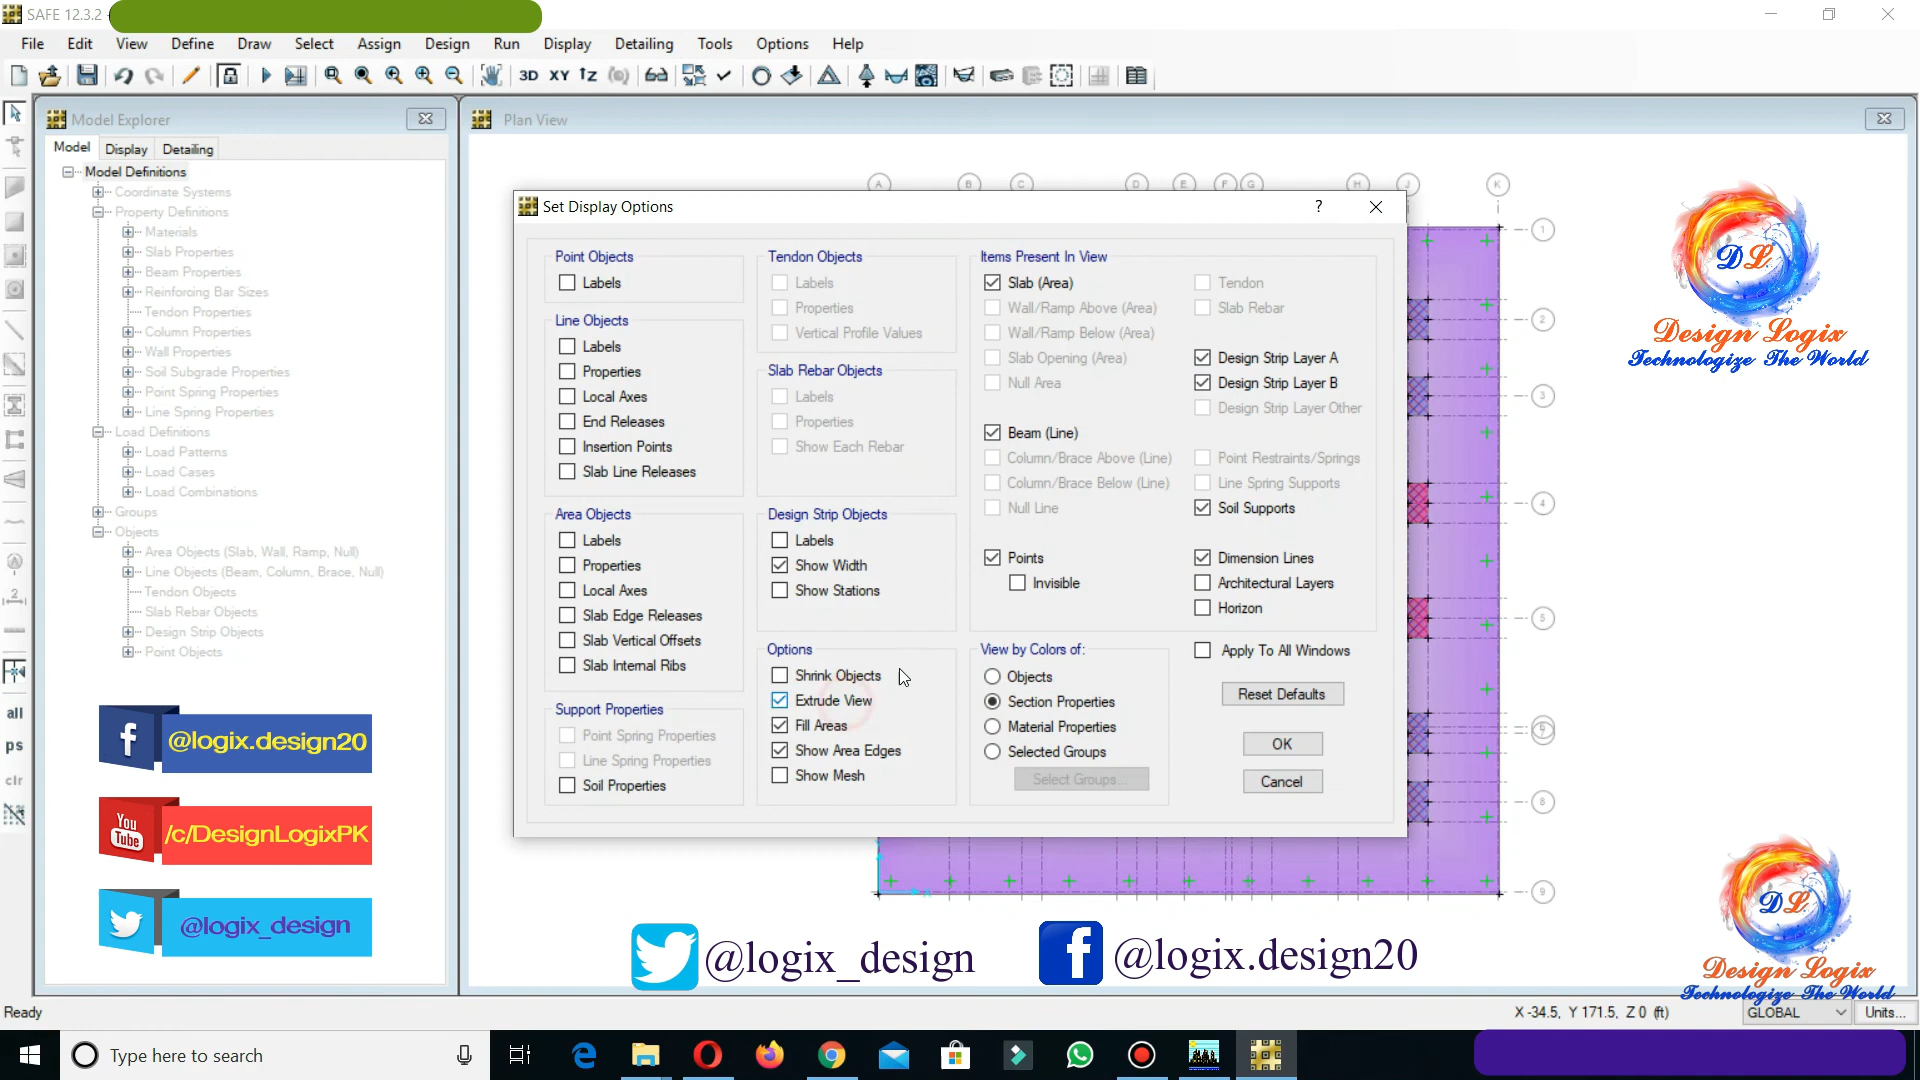 SAFE 12.3.2
File Edit View Define Draw Select Assign Design Run Display Detailing Tools Options Help
3D XY
Model Explorer
Model Display Detailing
Model Definitions
Coordinate Systems
Property Definitions
Materials
Slab Properties
Beam Properties
Reinforcing Bar Sizes
Tendon Properties
Column Properties
Wall Properties
Soil Subgrade Properties
Point Spring Properties
Line Spring Properties
Load Definitions
Load Patterns
Load Cases
Load Combinations
Groups
Objects
Area Objects (Slab, Wall, Ramp, Null)
Line Objects (Beam, Column, Brace, Null)
Tendon Objects
Slab Rebar Objects
Design Strip Objects
Point Objects
all
ps
clr
f @logix.design20
You Tube /c/DesignLogixPK
@logix_design
Plan View
A B C D E F G H J K
1
2
3
4
5
8
9
Set Display Options
Point Objects
Labels
Line Objects
Labels
Properties
Local Axes
End Releases
Insertion Points
Slab Line Releases
Area Objects
Labels
Properties
Local Axes
Slab Edge Releases
Slab Vertical Offsets
Slab Internal Ribs
Support Properties
Point Spring Properties
Line Spring Properties
Soil Properties
Tendon Objects
Labels
Properties
Vertical Profile Values
Slab Rebar Objects
Labels
Properties
Show Each Rebar
Design Strip Objects
Labels
Show Width
Show Stations
Options
Shrink Objects
Extrude View
Fill Areas
Show Area Edges
Show Mesh
Items Present In View
Slab (Area)
Wall/Ramp Above (Area)
Wall/Ramp Below (Area)
Slab Opening (Area)
Null Area
Beam (Line)
Column/Brace Above (Line)
Column/Brace Below (Line)
Null Line
Points
Invisible
Tendon
Slab Rebar
Design Strip Layer A
Design Strip Layer B
Design Strip Layer Other
Point Restraints/Springs
Line Spring Supports
Soil Supports
Dimension Lines
Architectural Layers
Horizon
View by Colors of:
Objects
Section Properties
Material Properties
Selected Groups
Select Groups...
Apply To All Windows
Reset Defaults
OK
Cancel
DL
Design Logix
Technologize The World
@logix_design
f @logix.design20
DL
Design Logix
Technologize The World
Ready
X -34.5, Y 171.5, Z 0 (ft)
GLOBAL
Units...
Type here to search